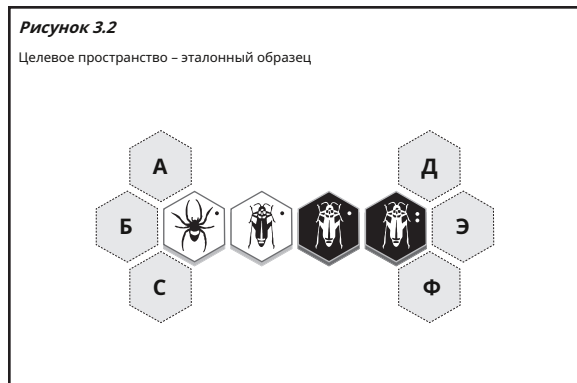 Рисунок 3.2
Целевое пространство – эталонный образец
А
Д
Б
Э
С
Ф